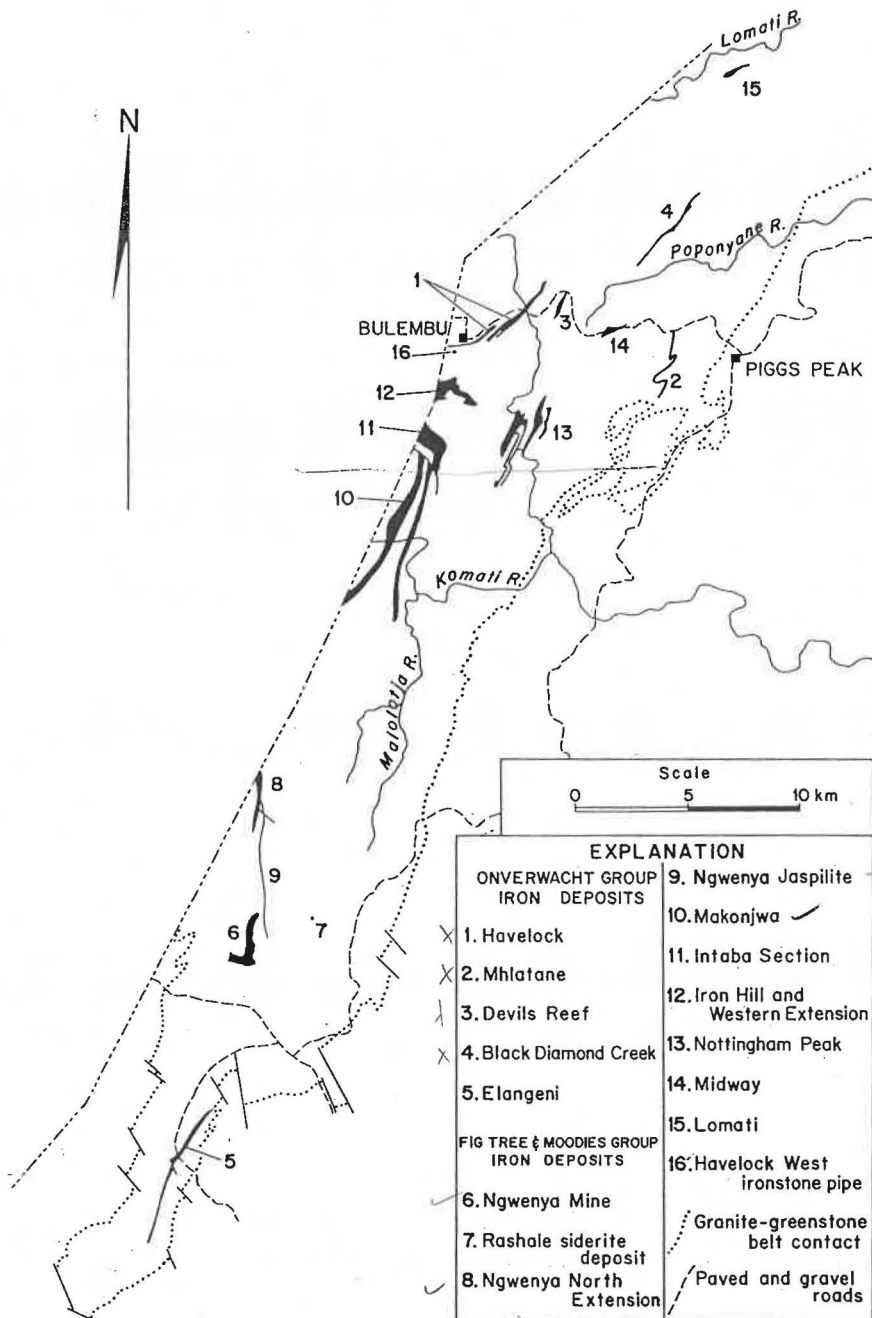 Lomati R.
15
N
4
Poponyane R.
1
3
BULEMBU
14
16
PIGGS PEAK
2
12
11
13
10
Komati R.
Malolotja R.
8
9
6
7
5
Scale
0 5 10 km
EXPLANATION
ONVERWACHT GROUP
IRON DEPOSITS
1. Havelock
2. Mhlatane
3. Devils Reef
4. Black Diamond Creek
5. Elangeni
FIG TREE & MOODIES GROUP
IRON DEPOSITS
6. Ngwenya Mine
7. Rashale siderite
deposit
8. Ngwenya North
Extension
9. Ngwenya Jaspilite
10. Makonjwa
11. Intaba Section
12. Iron Hill and
Western Extension
13. Nottingham Peak
14. Midway
15. Lomati
16. Havelock West
ironstone pipe
Granite-greenstone
belt contact
Paved and gravel
roads